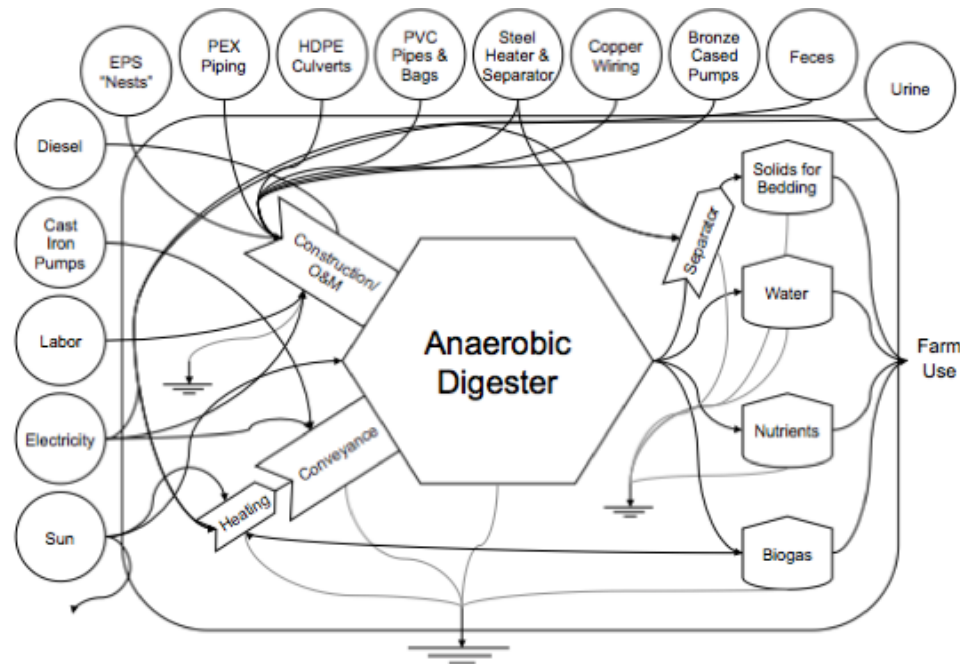 EPS
"Nests"
PEX
Piping
HDPE
Culverts
PVC
Pipes &
Bags
Steel
Heater &
Separator
Copper
Wiring
Bronze
Cased
Pumps
Feces
Urine
Diesel
Cast
Iron
Pumps
Labor
Electricity
Sun
Construction/
O&M
Conveyance
Heating
Anaerobic
Digester
Separator
Solids for
Bedding
Water
Nutrients
Biogas
Farm
Use